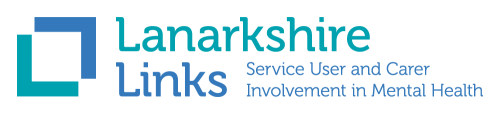 Lanarkshire
Links
Service User and Carer
Involvement in Mental Health